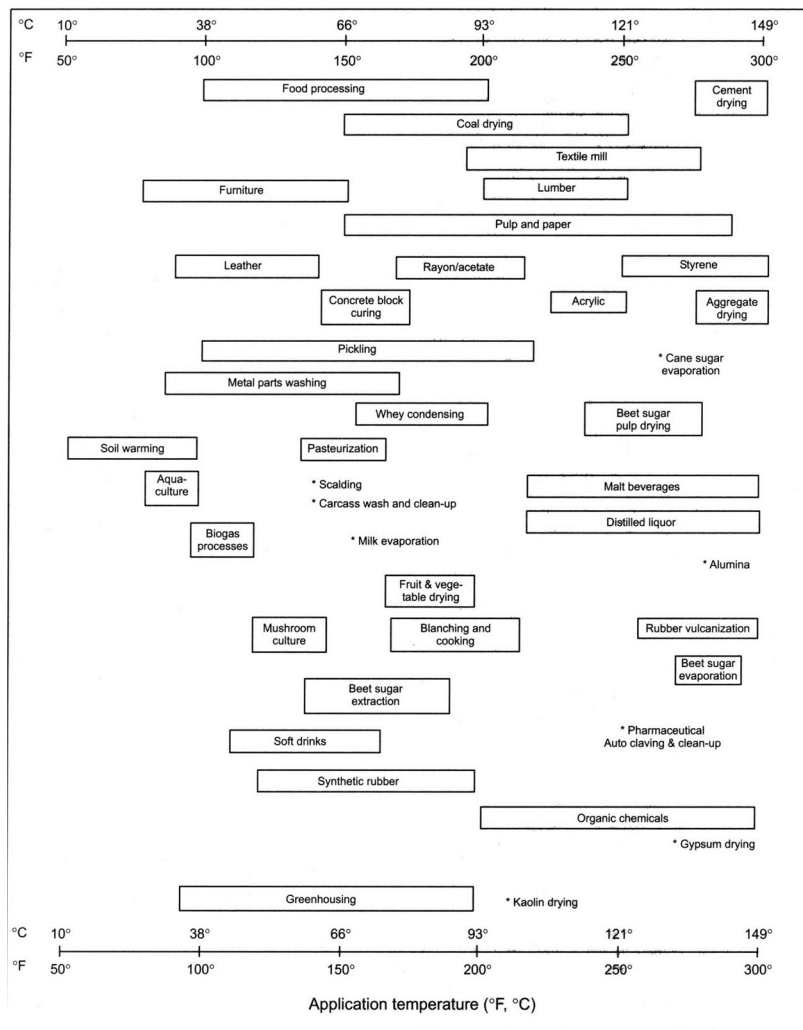 °C 10° 38° 66° 93° 121° 149°
°F 50° 100° 150° 200° 250° 300°
Food processing
Cement
drying
Coal drying
Textile mill
Furniture
Lumber
Pulp and paper
Leather
Rayon/acetate
Styrene
Concrete block
curing
Acrylic
Aggregate
drying
Pickling
* Cane sugar
evaporation
Metal parts washing
Whey condensing
Beet sugar
pulp drying
Soil warming
Pasteurization
Aqua-
culture
* Scalding
* Carcass wash and clean-up
Malt beverages
Distilled liquor
Biogas
processes
* Milk evaporation
* Alumina
Fruit & vege-
table drying
Mushroom
culture
Blanching and
cooking
Rubber vulcanization
Beet sugar
evaporation
Beet sugar
extraction
Soft drinks
* Pharmaceutical
Auto claving & clean-up
Synthetic rubber
Organic chemicals
* Gypsum drying
Greenhousing
* Kaolin drying
°C 10° 38° 66° 93° 121° 149°
°F 50° 100° 150° 200° 250° 300°
Application temperature (°F, °C)